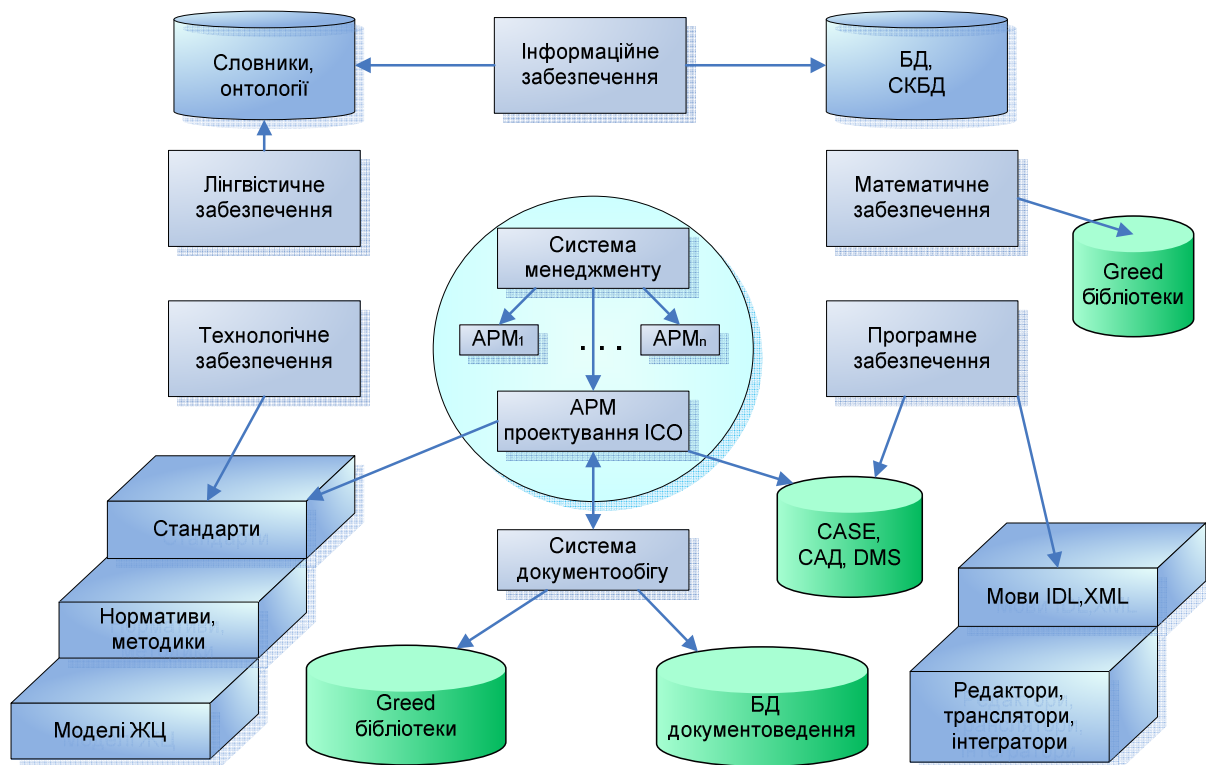 Словники,
онтології
Інформаційне
забезпечення
БД,
СКБД
Лінгвістичне
забезпечення
Математичне
забезпечення
Greed
бібліотеки
Система
менеджменту
АРМ1
. . .
АРМn
АРМ
проектування ІСО
Технологічне
забезпечення
Програмне
забезпечення
Стандарти
Нормативи,
методики
Моделі ЖЦ
Система
документообігу
CASE,
САД, DMS
Мови IDL,XML
Редактори,
транслятори,
інтегратори
Greed
бібліотеки
БД
документоведення